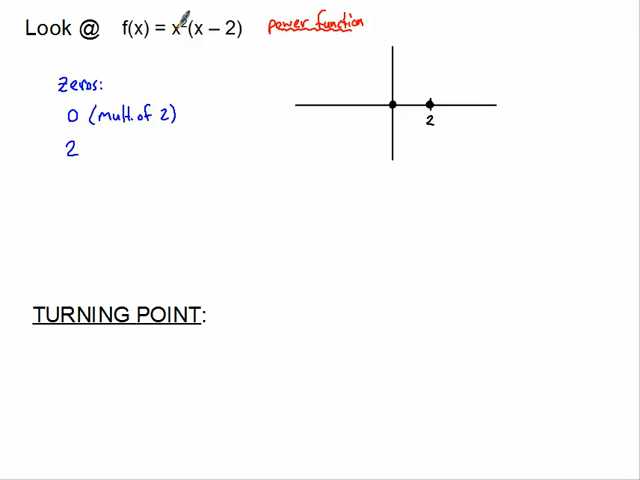 Look @ f(x) = x²(x – 2) power function
Zeros:
0 (mult. of 2)
2
2
TURNING POINT: